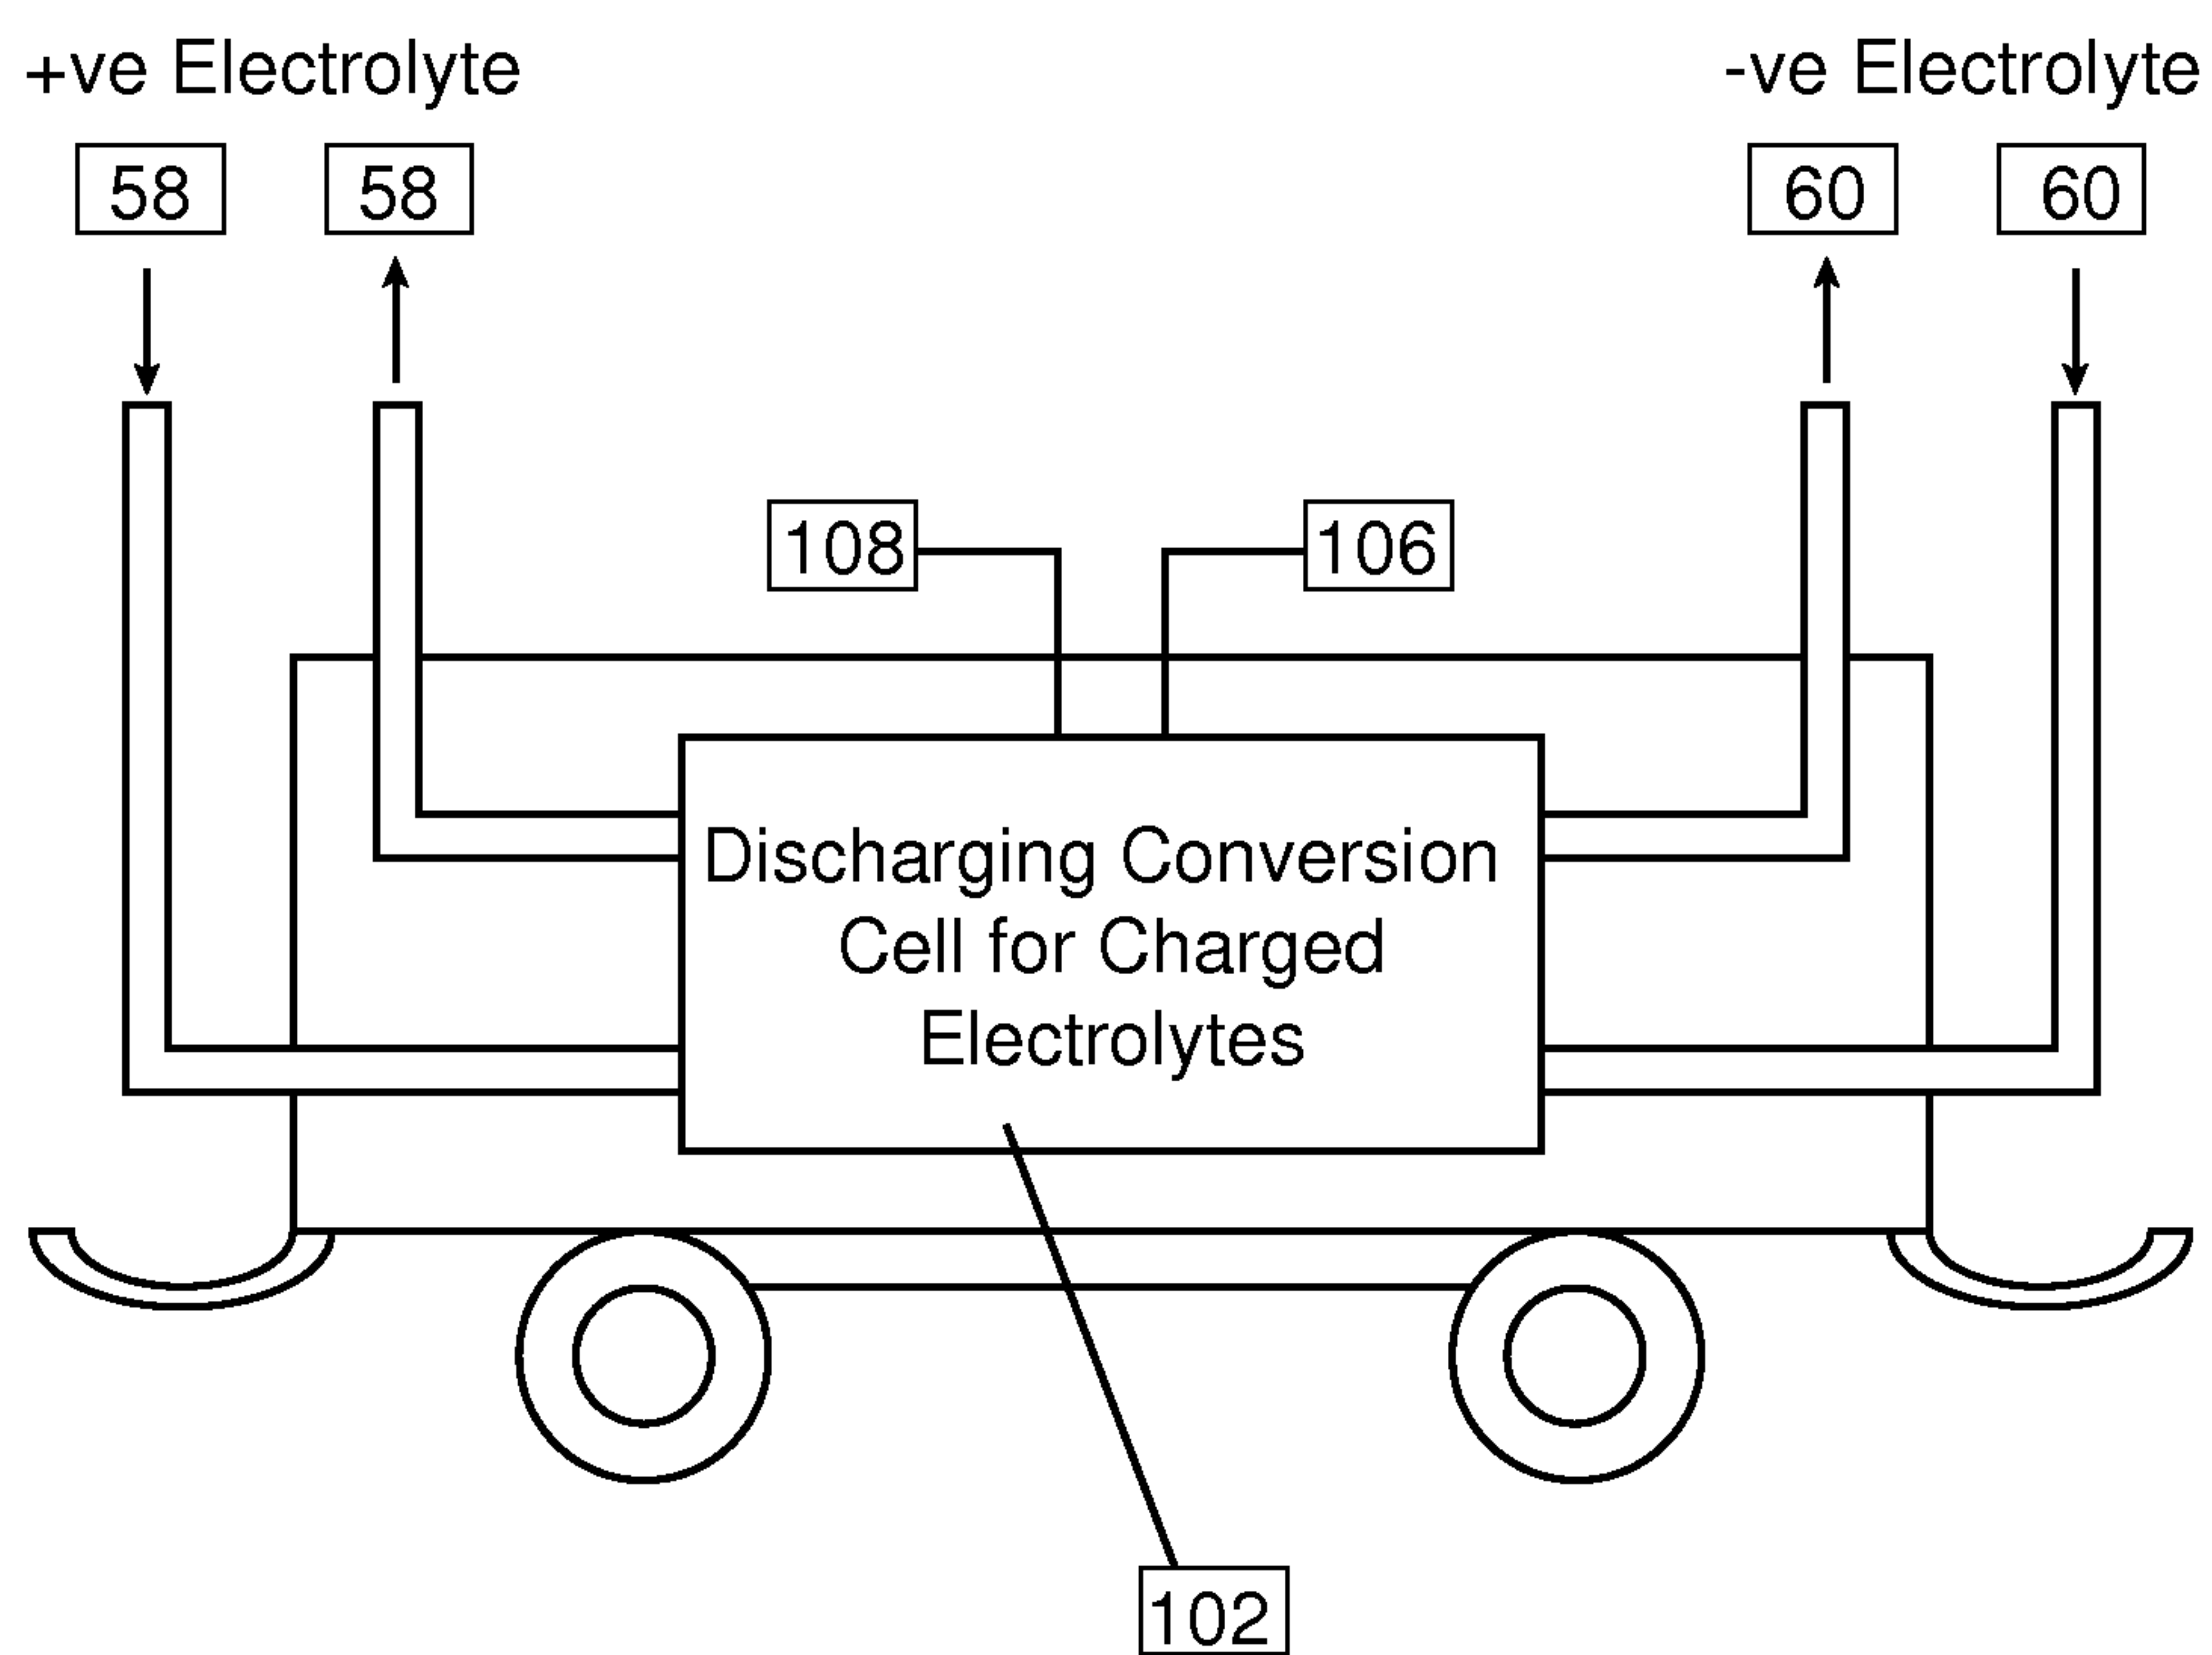 +ve Electrolyte -ve Electrolyte
58 58 60 60
108 106
Discharging Conversion
Cell for Charged
Electrolytes
102